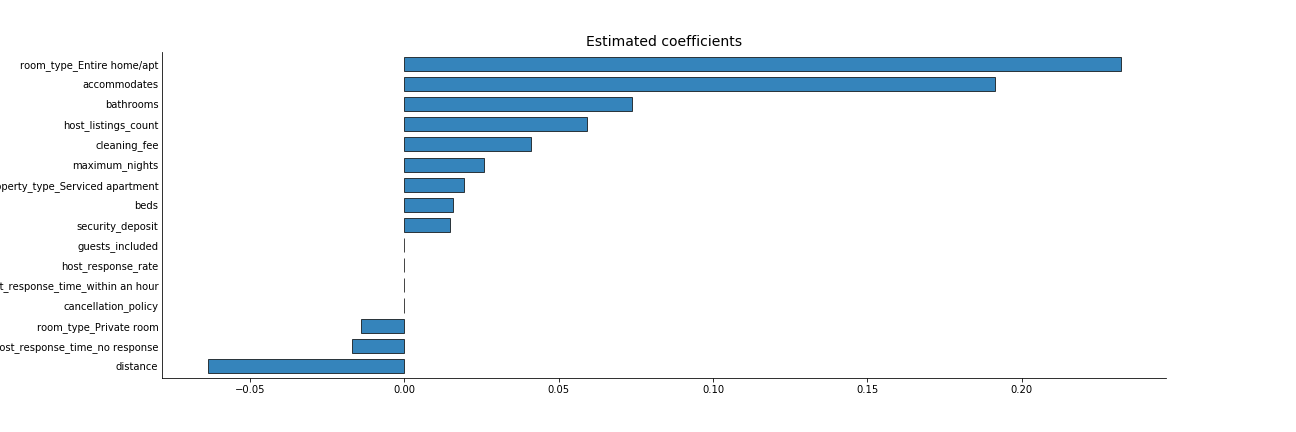 Estimated coefficients
room_type_Entire home/apt
accommodates
bathrooms
host_listings_count
cleaning_fee
maximum_nights
operty_type_Serviced apartment
beds
security_deposit
guests_included
host_response_rate
t_response_time_within an hour
cancellation_policy
room_type_Private room
ost_response_time_no response
distance
−0.05 0.00 0.05 0.10 0.15 0.20